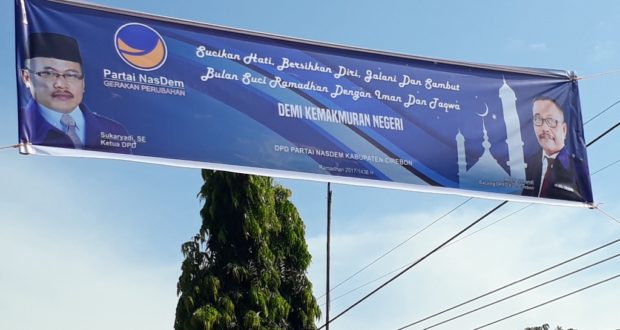 Partai NasDem
GERAKAN PERUBAHAN
Sucikan Hati, Bersihkan Diri, Jalani Dan Sambut
Bulan Suci Ramadhan Dengan Iman Dan Taqwa
DEMI KEMAKMURAN NEGERI
DPD PARTAI NASDEM KABUPATEN CIREBON
Ramadhan 2017/1438 H
Sukaryadi, SE
Ketua DPD